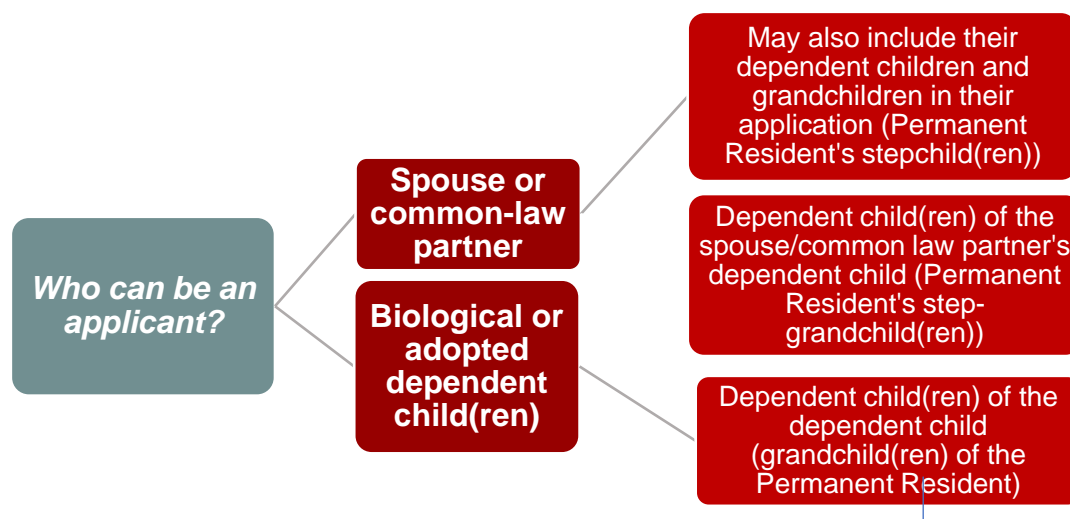 Who can be an
applicant?
Spouse or
common-law
partner
Biological or
adopted
dependent
child(ren)
May also include their
dependent children and
grandchildren in their
application (Permanent
Resident's stepchild(ren))
Dependent child(ren) of the
spouse/common law partner's
dependent child (Permanent
Resident's step-
grandchild(ren))
Dependent child(ren) of the
dependent child
(grandchild(ren) of the
Permanent Resident)